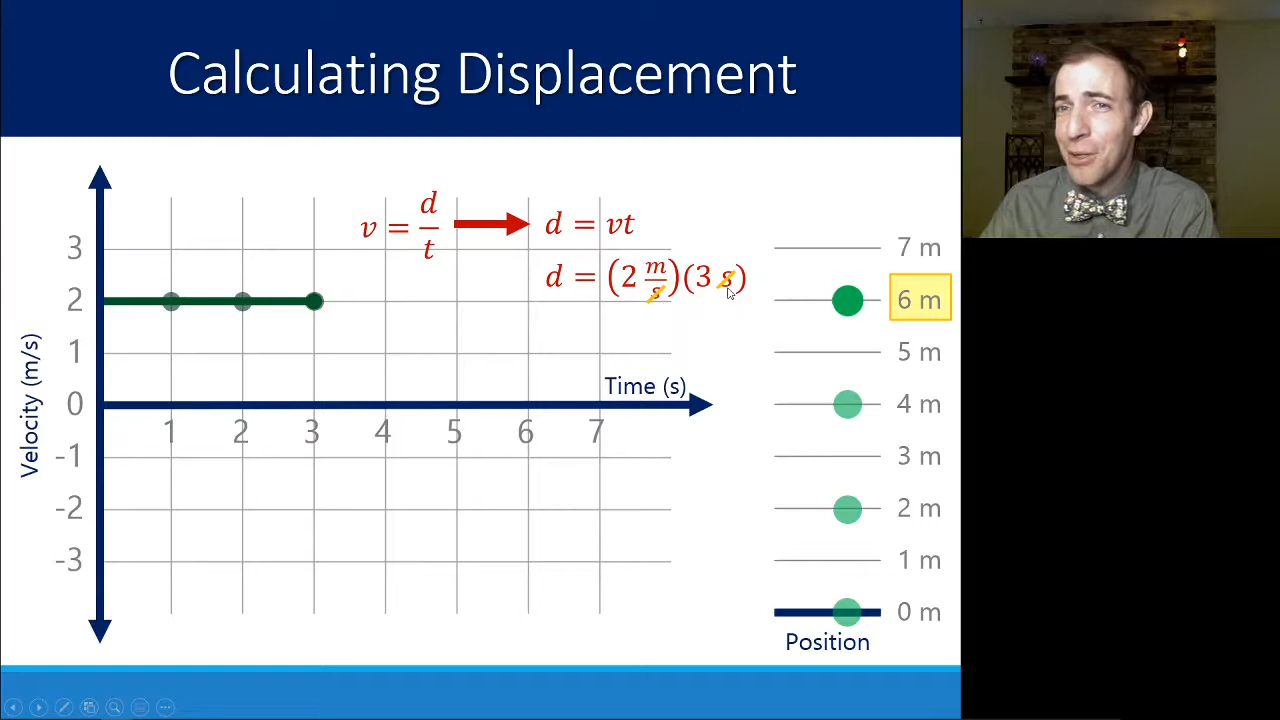 Calculating Displacement
v = d/t
d = vt
d = (2 m/s)(3 s)
3
2
1
0
-1
-2
-3
Velocity (m/s)
Time (s)
1 2 3 4 5 6 7
7 m
6 m
5 m
4 m
3 m
2 m
1 m
0 m
Position